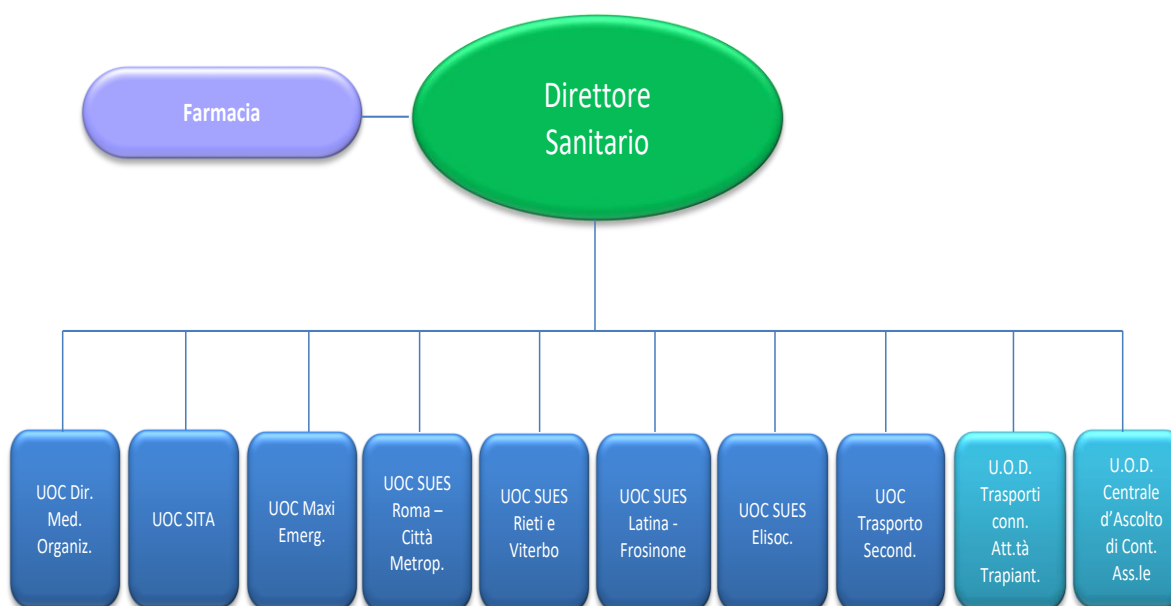 Direttore
Sanitario
Farmacia
UOC Dir.
Med.
Organiz.
UOC SITA
UOC Maxi
Emerg.
UOC SUES
Roma –
Città
Metrop.
UOC SUES
Rieti e
Viterbo
UOC SUES
Latina -
Frosinone
UOC SUES
Elisoc.
UOC
Trasporto
Second.
U.O.D.
Trasporti
conn.
Att.tà
Trapiant.
U.O.D.
Centrale
d’Ascolto
di Cont.
Ass.le